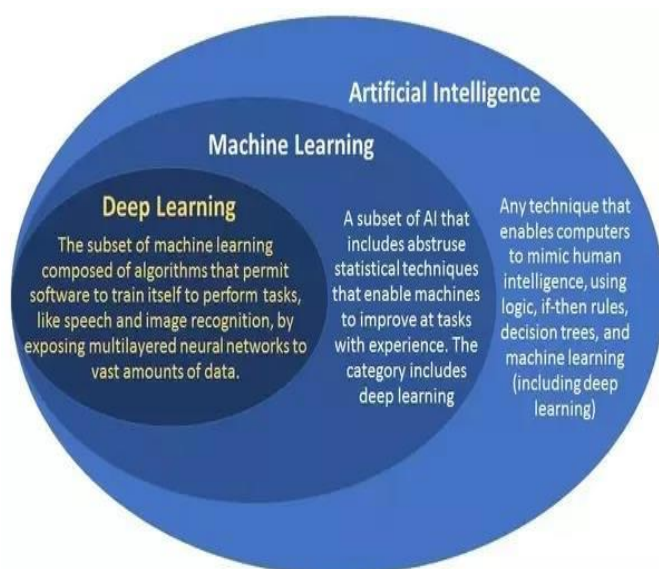 Artificial Intelligence
Machine Learning
Deep Learning
The subset of machine learning
composed of algorithms that permit
software to train itself to perform tasks,
like speech and image recognition, by
exposing multilayered neural networks to
vast amounts of data.
A subset of AI that
includes abstruse
statistical techniques
that enable machines
to improve at tasks
with experience. The
category includes
deep learning
Any technique that
enables computers
to mimic human
intelligence, using
logic, if-then rules,
decision trees, and
machine learning
(including deep
learning)